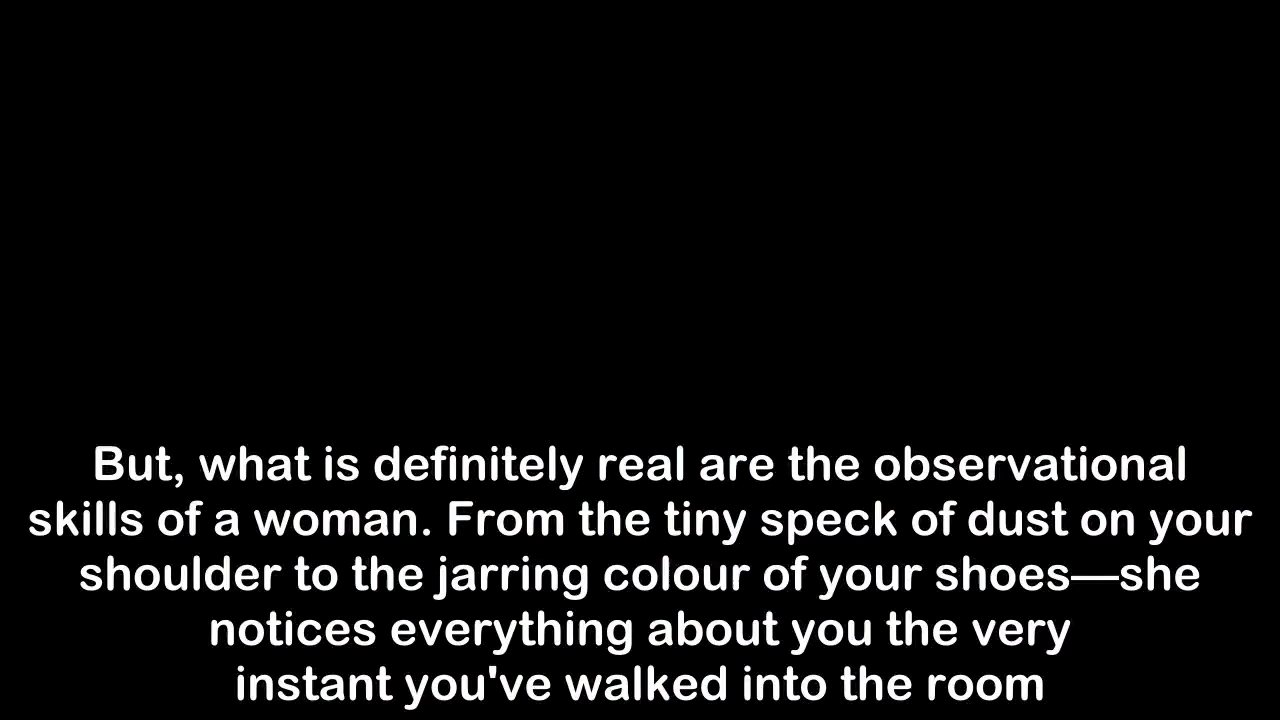 But, what is definitely real are the observational
skills of a woman. From the tiny speck of dust on your
shoulder to the jarring colour of your shoes—she
notices everything about you the very
instant you've walked into the room